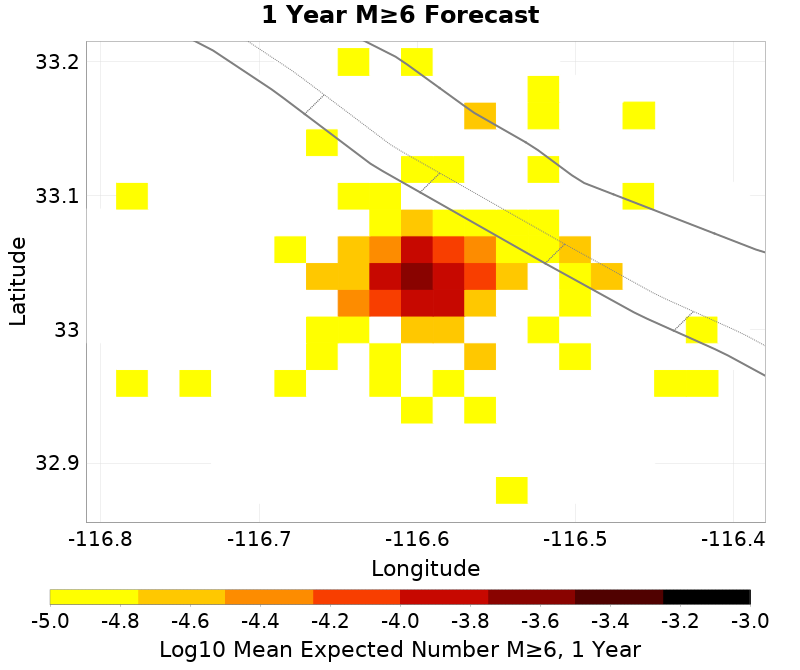 1 Year M≥6 Forecast
33.2
33.1
33
32.9
Latitude
-116.8 -116.7 -116.6 -116.5 -116.4
Longitude
-5.0 -4.8 -4.6 -4.4 -4.2 -4.0 -3.8 -3.6 -3.4 -3.2 -3.0
Log10 Mean Expected Number M≥6, 1 Year